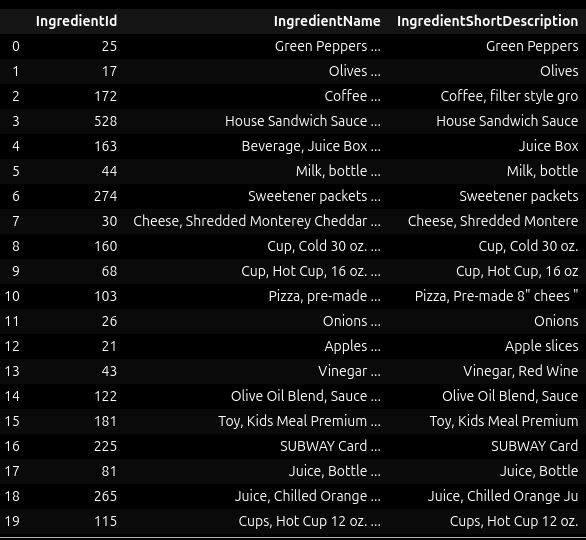 IngredientId IngredientName IngredientShortDescription
0 25 Green Peppers ... Green Peppers
1 17 Olives ... Olives
2 172 Coffee ... Coffee, filter style gro
3 528 House Sandwich Sauce ... House Sandwich Sauce
4 163 Beverage, Juice Box ... Juice Box
5 44 Milk, bottle ... Milk, bottle
6 274 Sweetener packets ... Sweetener packets
7 30 Cheese, Shredded Monterey Cheddar ... Cheese, Shredded Montere
8 160 Cup, Cold 30 oz. ... Cup, Cold 30 oz.
9 68 Cup, Hot Cup, 16 oz. ... Cup, Hot Cup, 16 oz
10 103 Pizza, pre-made ... Pizza, Pre-made 8" chees "
11 26 Onions ... Onions
12 21 Apples ... Apple slices
13 43 Vinegar ... Vinegar, Red Wine
14 122 Olive Oil Blend, Sauce ... Olive Oil Blend, Sauce
15 181 Toy, Kids Meal Premium ... Toy, Kids Meal Premium
16 225 SUBWAY Card ... SUBWAY Card
17 81 Juice, Bottle ... Juice, Bottle
18 265 Juice, Chilled Orange ... Juice, Chilled Orange Ju
19 115 Cups, Hot Cup 12 oz. ... Cups, Hot Cup 12 oz.